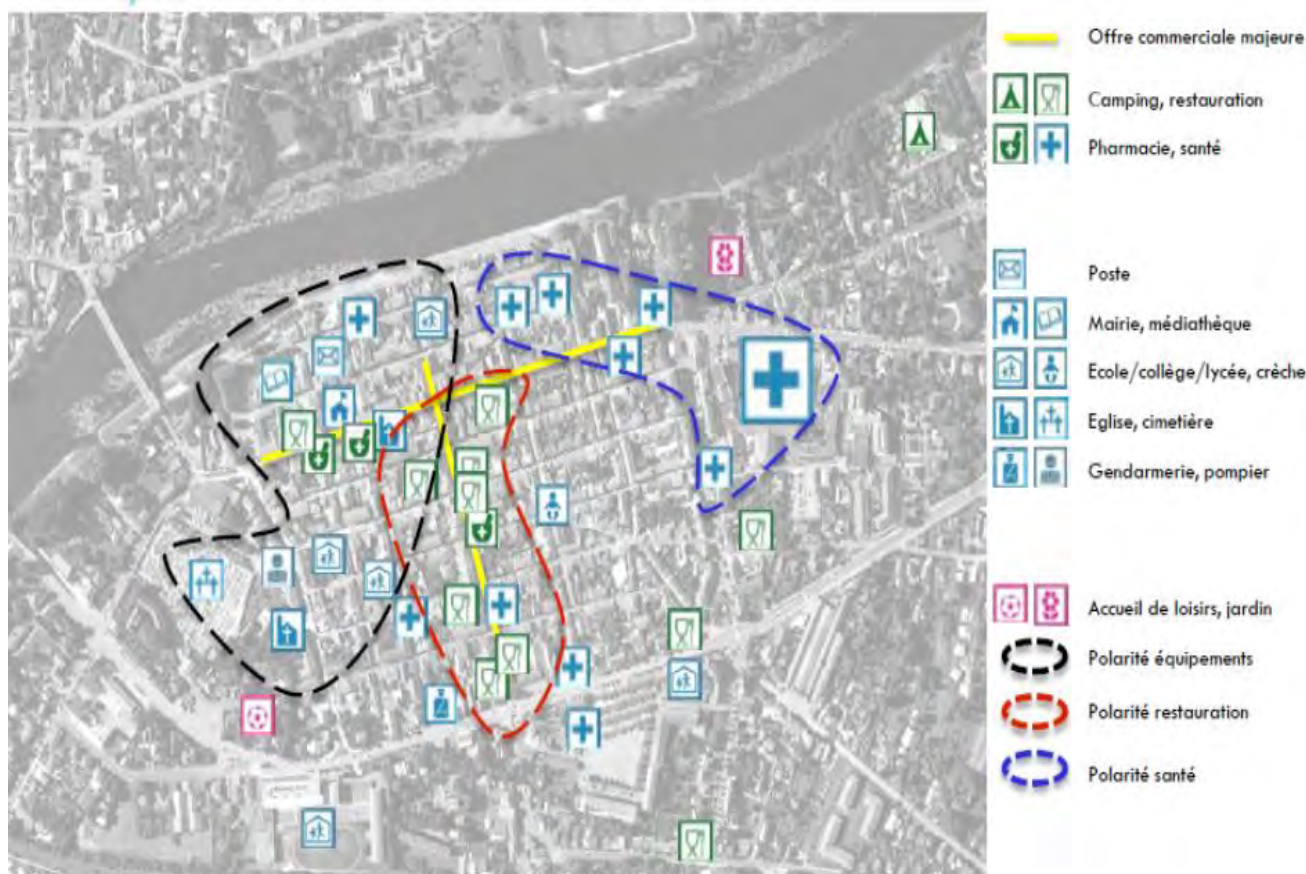 Offre commerciale majeure
Camping, restauration
Pharmacie, santé
Poste
Mairie, médiathèque
Ecole/collège/lycée, crèche
Eglise, cimetière
Gendarmerie, pompier
Accueil de loisirs, jardin
Polarité équipements
Polarité restauration
Polarité santé